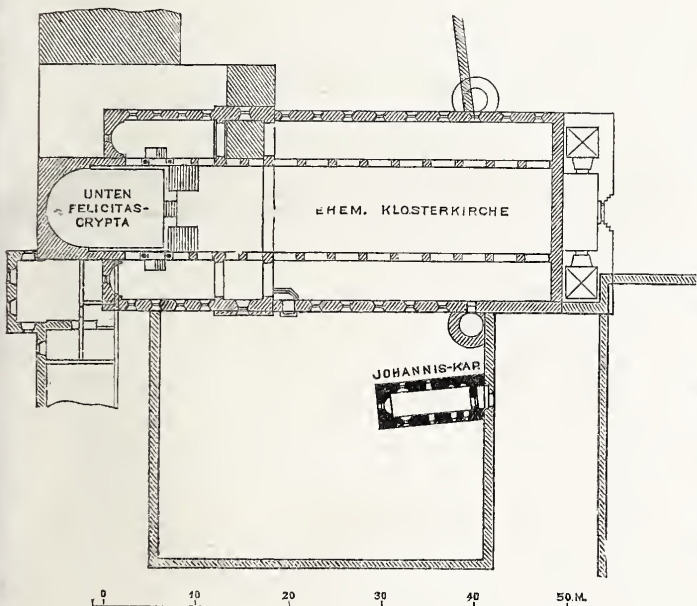 UNTEN
FELICITAS-
CRYPTA
EHEM. KLOSTERKIRCHE
JOHANNIS-KAP.
0 10 20 30 40 50 M.